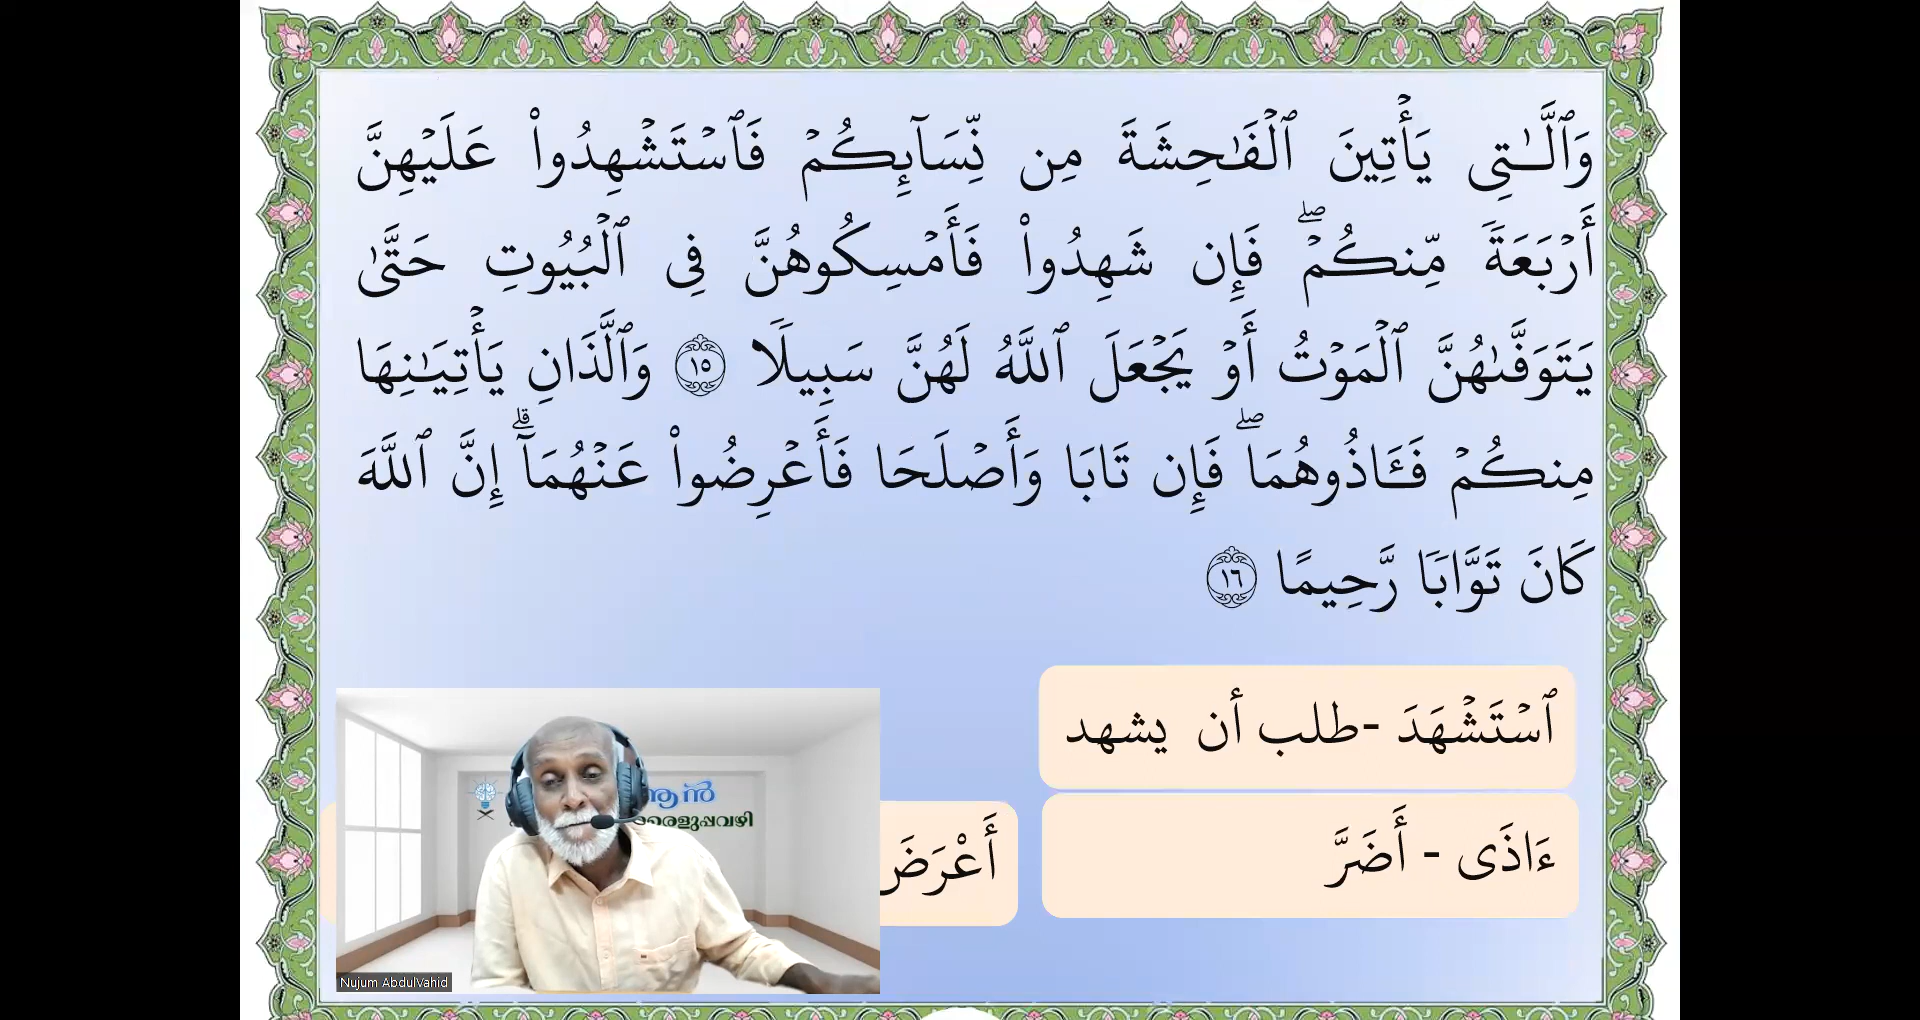 وَٱلَّـٰتِى يَأْتِينَ ٱلْفَـٰحِشَةَ مِن نِّسَآئِكُمْ فَٱسْتَشْهِدُوا۟ عَلَيْهِنَّ
أَرْبَعَةً مِّنكُمْ ۖ فَإِن شَهِدُوا۟ فَأَمْسِكُوهُنَّ فِى ٱلْبُيُوتِ حَتَّىٰ
يَتَوَفَّىٰهُنَّ ٱلْمَوْتُ أَوْ يَجْعَلَ ٱللَّهُ لَهُنَّ سَبِيلًا ١٥ وَٱلَّذَانِ يَأْتِيَـٰنِهَا
مِنكُمْ فَـَٔاذُوهُمَا ۖ فَإِن تَابَا وَأَصْلَحَا فَأَعْرِضُوا۟ عَنْهُمَآ ۗ إِنَّ ٱللَّهَ
كَانَ تَوَّابًا رَّحِيمًا ١٦
ٱسْتَشْهَدَ - طلب أن يشهد
ءَاذَى - أَضَرَّ
أَعْرَضَ
Nujum AbdulVahid